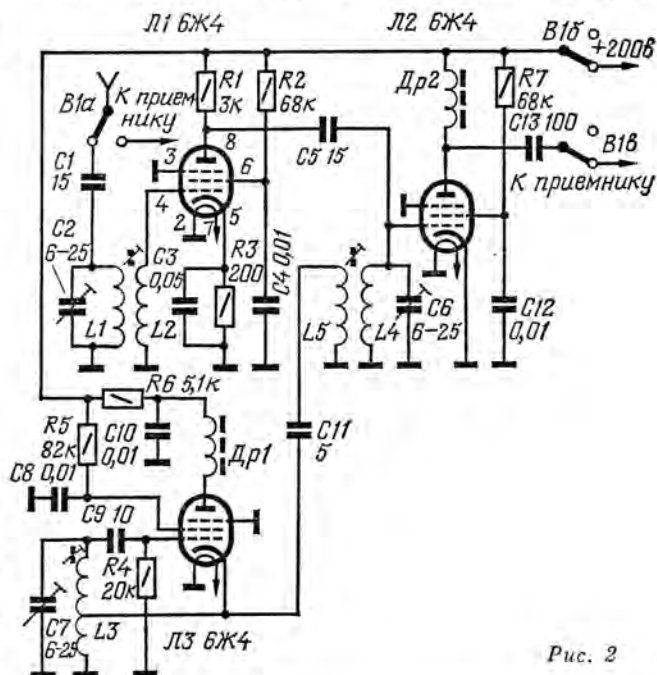 Л1 6Ж4
Л2 6Ж4
В1б
+200в
В1а
К прием-
нику
R1
3к
R2
68к
Др2
R7
68к
C13 100
В1в
К приемнику
C1
15
8
3
6
4
2
7
5
C5 15
C2
6-25
C3
0,05
R3
200
C4 0,01
L1
L2
L5
L4
C6
6-25
C12
0,01
R6 5,1к
R5
82к
C10
0,01
Др1
C11
5
C8
0,01
C9 10
R4
20к
C7
6-25
L3
Л3 6Ж4
Рис. 2